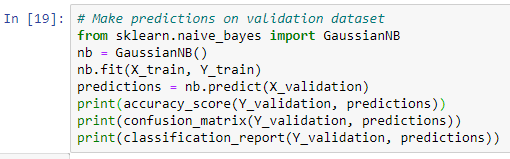 In [19]: # Make predictions on validation dataset
from sklearn.naive_bayes import GaussianNB
nb = GaussianNB()
nb.fit(X_train, Y_train)
predictions = nb.predict(X_validation)
print(accuracy_score(Y_validation, predictions))
print(confusion_matrix(Y_validation, predictions))
print(classification_report(Y_validation, predictions))